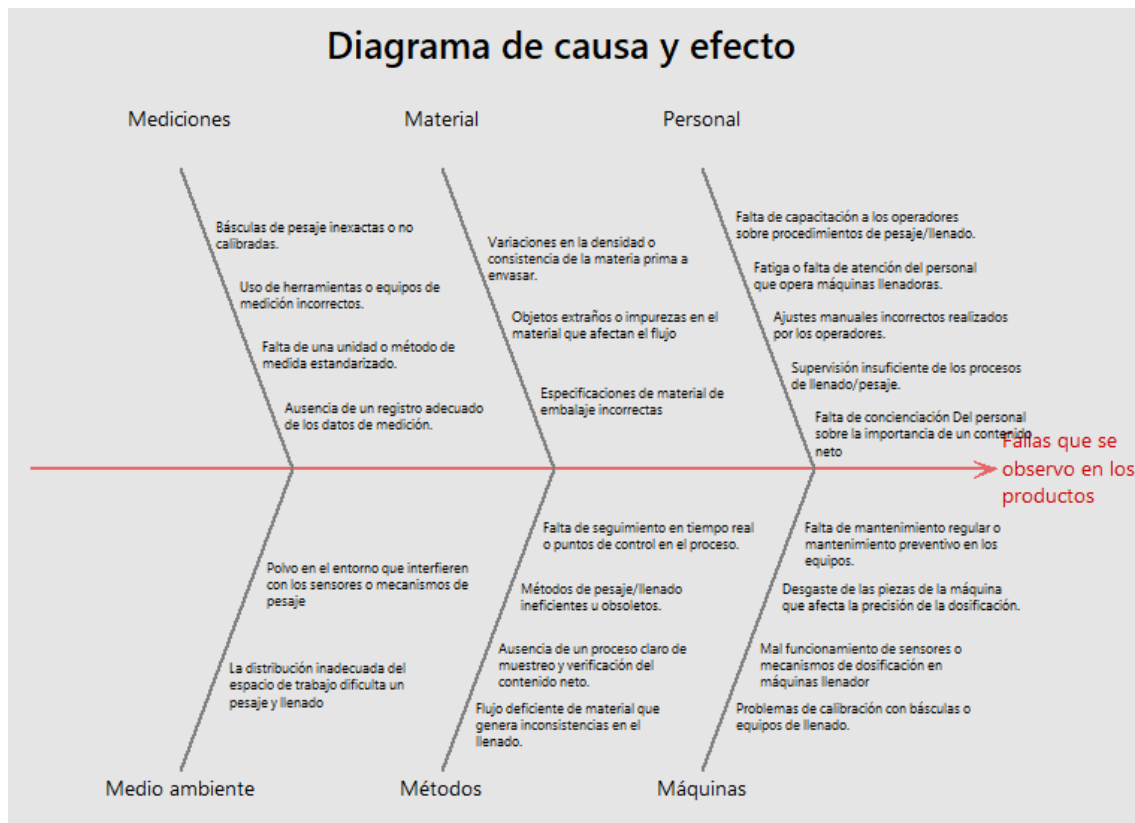 Diagrama de causa y efecto
Mediciones
Material
Personal
Básculas de pesaje inexactas o no
calibradas.
Uso de herramientas o equipos de
medición incorrectos.
Falta de una unidad o método de
medida estandarizado.
Ausencia de un registro adecuado
de los datos de medición.
Variaciones en la densidad o
consistencia de la materia prima a
envasar.
Objetos extraños o impurezas en el
material que afectan el flujo
Especificaciones de material de
embalaje incorrectas
Falta de capacitación a los operadores
sobre procedimientos de pesaje/llenado.
Fatiga o falta de atención del personal
que opera máquinas llenadoras.
Ajustes manuales incorrectos realizados
por los operadores.
Supervisión insuficiente de los procesos
de llenado/pesaje.
Falta de concienciación Del personal
sobre la importancia de un contenido
neto
Fallas que se
observo en los
productos
Polvo en el entorno que interfieren
con los sensores o mecanismos de
pesaje
La distribución inadecuada del
espacio de trabajo dificulta un
pesaje y llenado
Falta de seguimiento en tiempo real
o puntos de control en el proceso.
Métodos de pesaje/llenado
ineficientes u obsoletos.
Ausencia de un proceso claro de
muestreo y verificación del
contenido neto.
Flujo deficiente de material que
genera inconsistencias en el
llenado.
Falta de mantenimiento regular o
mantenimiento preventivo en los
equipos.
Desgaste de las piezas de la máquina
que afecta la precisión de la dosificación.
Mal funcionamiento de sensores o
mecanismos de dosificación en
máquinas llenador
Problemas de calibración con básculas o
equipos de llenado.
Medio ambiente
Métodos
Máquinas